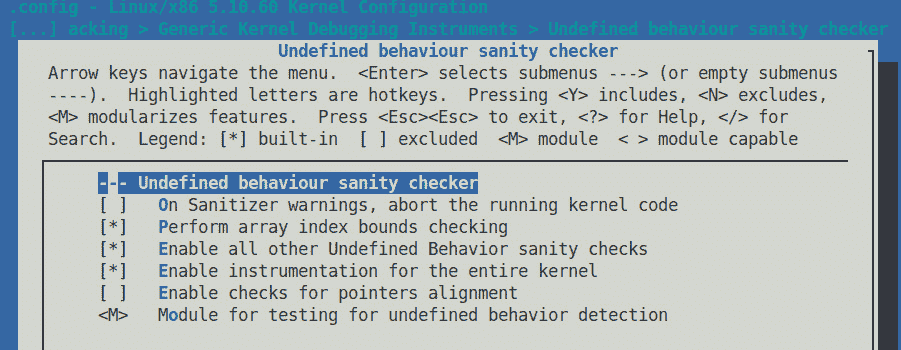 .config - Linux/x86 5.10.60 Kernel Configuration
[...] acking > Generic Kernel Debugging Instruments > Undefined behaviour sanity checker
Undefined behaviour sanity checker
Arrow keys navigate the menu.  <Enter> selects submenus ---> (or empty submenus
----).  Highlighted letters are hotkeys.  Pressing <Y> includes, <N> excludes,
<M> modularizes features.  Press <Esc><Esc> to exit, <?> for Help, </> for
Search.  Legend: [*] built-in  [ ] excluded  <M> module  < > module capable
--- Undefined behaviour sanity checker
[ ]   On Sanitizer warnings, abort the running kernel code
[*]   Perform array index bounds checking
[*]   Enable all other Undefined Behavior sanity checks
[*]   Enable instrumentation for the entire kernel
[ ]   Enable checks for pointers alignment
<M>   Module for testing for undefined behavior detection